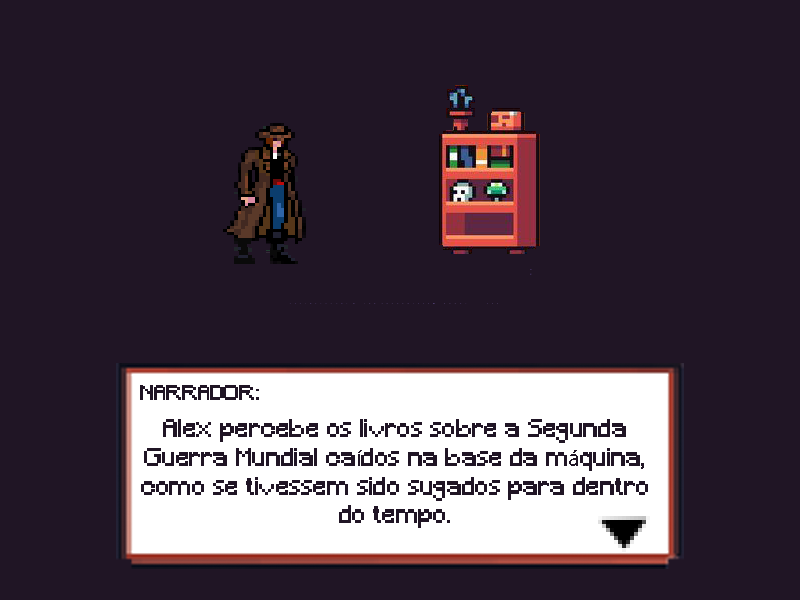 NARRADOR:
Alex percebe os livros sobre a Segunda
Guerra Mundial caídos na base da máquina,
como se tivessem sido sugados para dentro
do tempo.